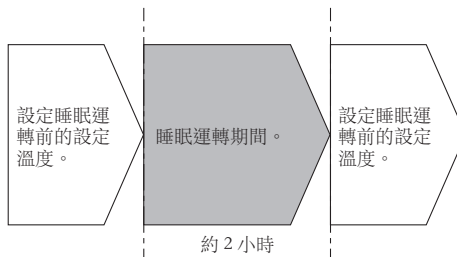 設定睡眠運
轉前的設定
溫度。
睡眠運轉期間。
設定睡眠運
轉前的設定
溫度。
約 2 小時